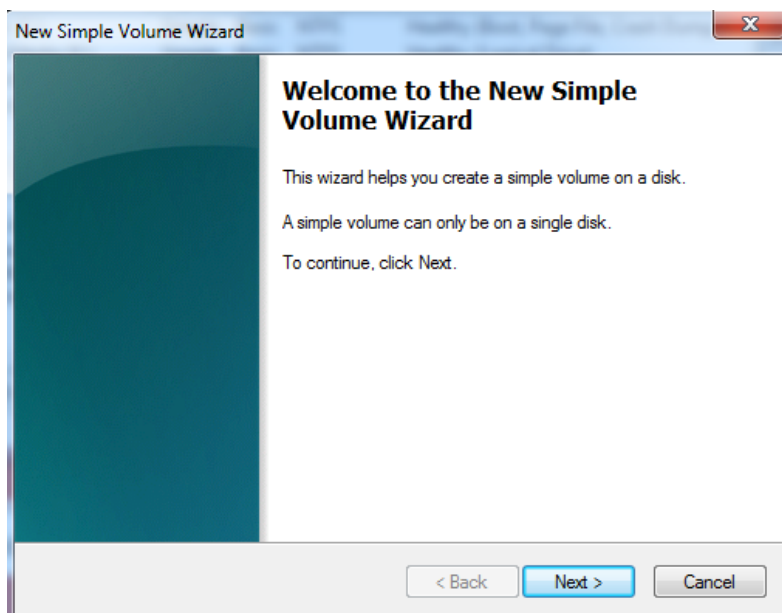 New Simple Volume Wizard
Welcome to the New Simple
Volume Wizard
This wizard helps you create a simple volume on a disk.
A simple volume can only be on a single disk.
To continue, click Next.
< Back
Next >
Cancel